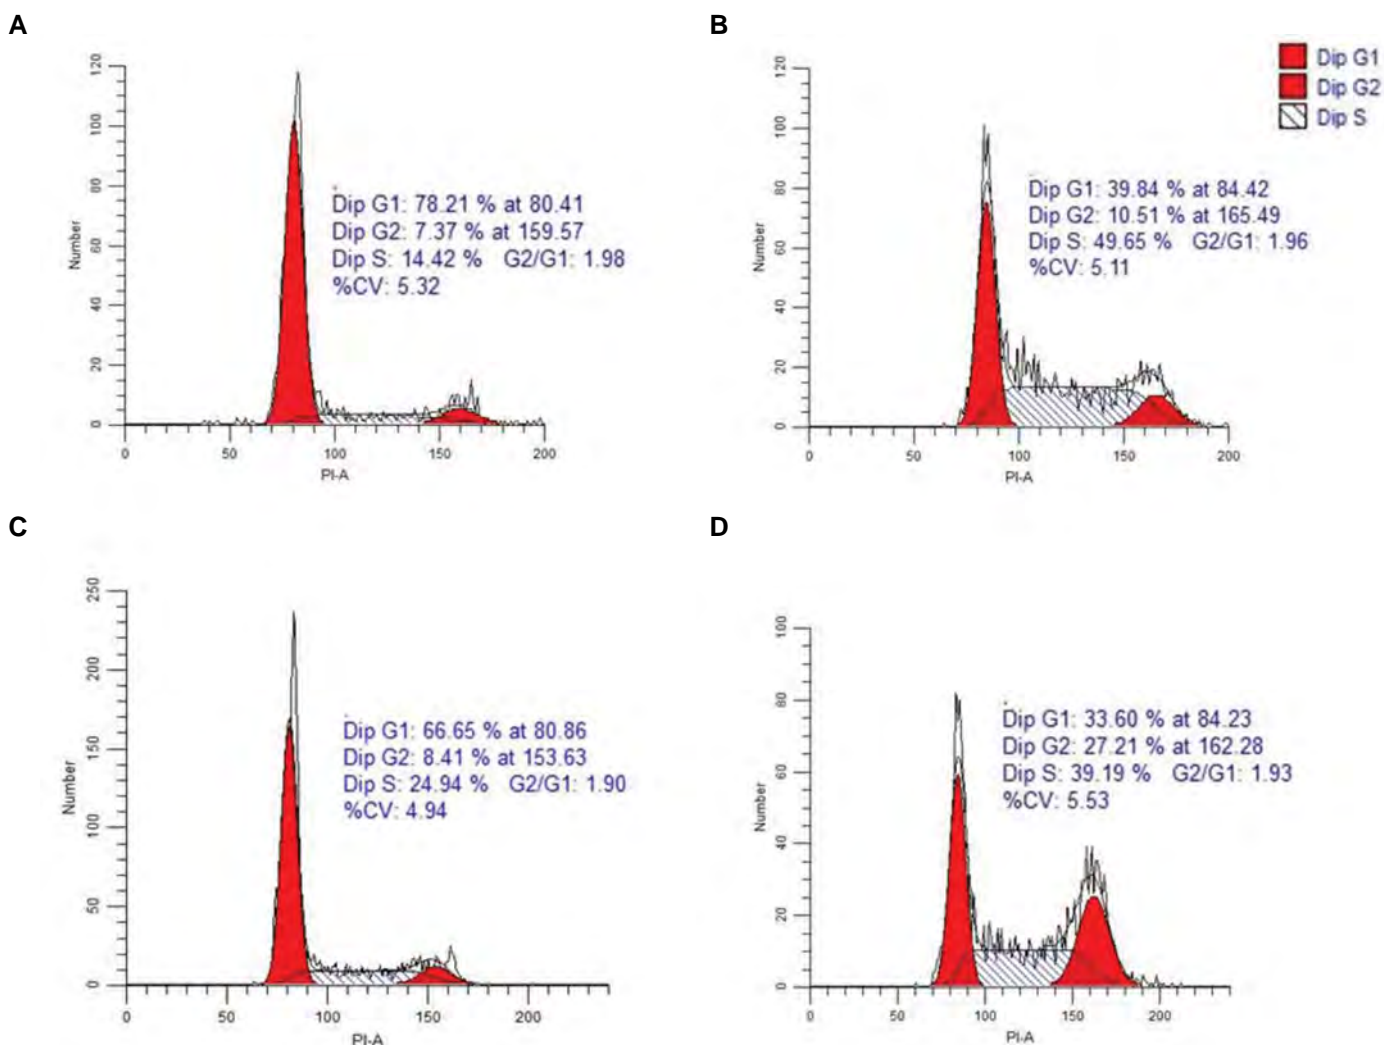 A
120
100
80
60
40
20
0
Number
Dip G1: 78.21 % at 80.41
Dip G2: 7.37 % at 159.57
Dip S: 14.42 % G2/G1: 1.98
%CV: 5.32
0 50 100 150 200
PI-A
B
Dip G1
Dip G2
Dip S
120
100
80
60
40
20
0
Number
Dip G1: 39.84 % at 84.42
Dip G2: 10.51 % at 165.49
Dip S: 49.65 % G2/G1: 1.96
%CV: 5.11
0 50 100 150 200
PI-A
C
250
200
150
100
50
0
Number
Dip G1: 66.65 % at 80.86
Dip G2: 8.41 % at 153.63
Dip S: 24.94 % G2/G1: 1.90
%CV: 4.94
0 50 100 150 200
PI-A
D
100
80
60
40
20
0
Number
Dip G1: 33.60 % at 84.23
Dip G2: 27.21 % at 162.28
Dip S: 39.19 % G2/G1: 1.93
%CV: 5.53
0 50 100 150 200
PI-A